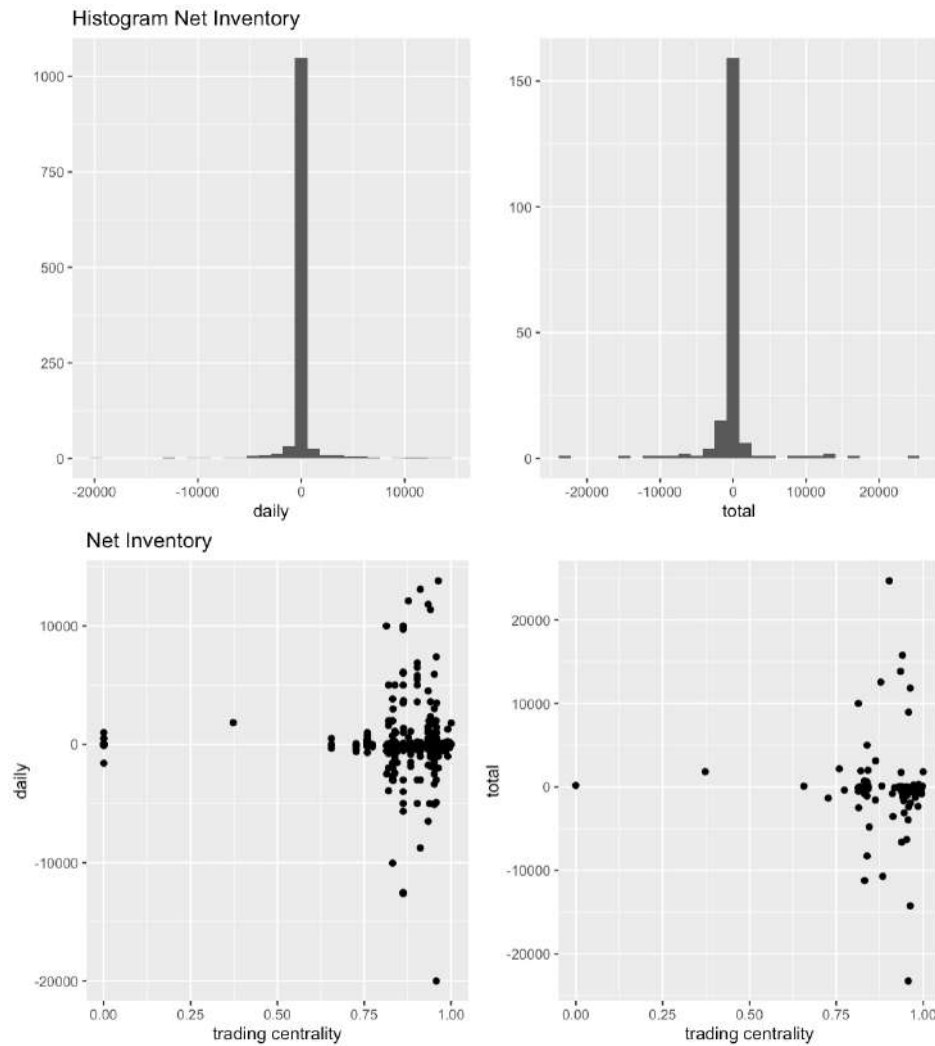 Histogram Net Inventory
1000
750
500
250
0
-20000 -10000 0 10000
daily
150
100
50
0
-20000 -10000 0 10000 20000
total
Net Inventory
daily
10000
0
-10000
-20000
0.00 0.25 0.50 0.75 1.00
trading centrality
total
20000
10000
0
-10000
-20000
0.00 0.25 0.50 0.75 1.00
trading centrality